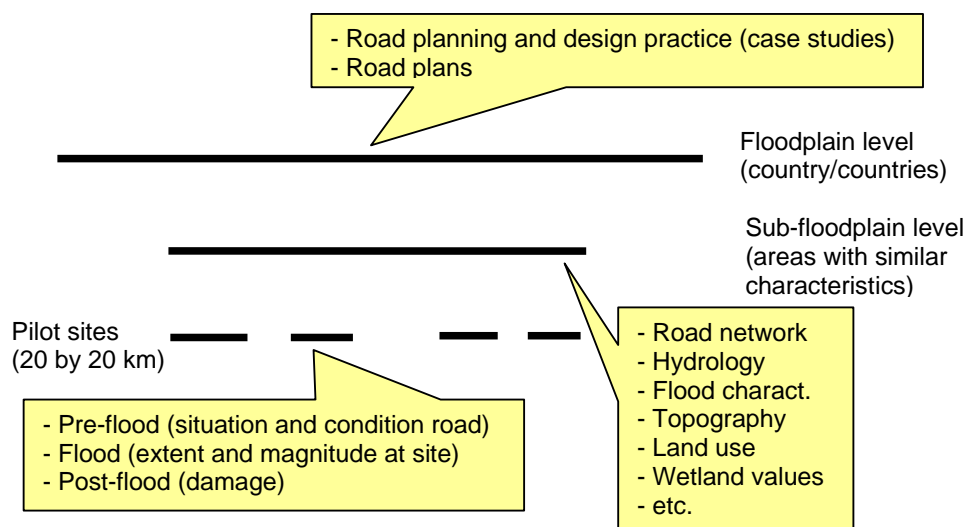 - Road planning and design practice (case studies)
- Road plans
Floodplain level
(country/countries)
Sub-floodplain level
(areas with similar
characteristics)
Pilot sites
(20 by 20 km)
- Road network
- Hydrology
- Flood charact.
- Topography
- Land use
- Wetland values
- etc.
- Pre-flood (situation and condition road)
- Flood (extent and magnitude at site)
- Post-flood (damage)